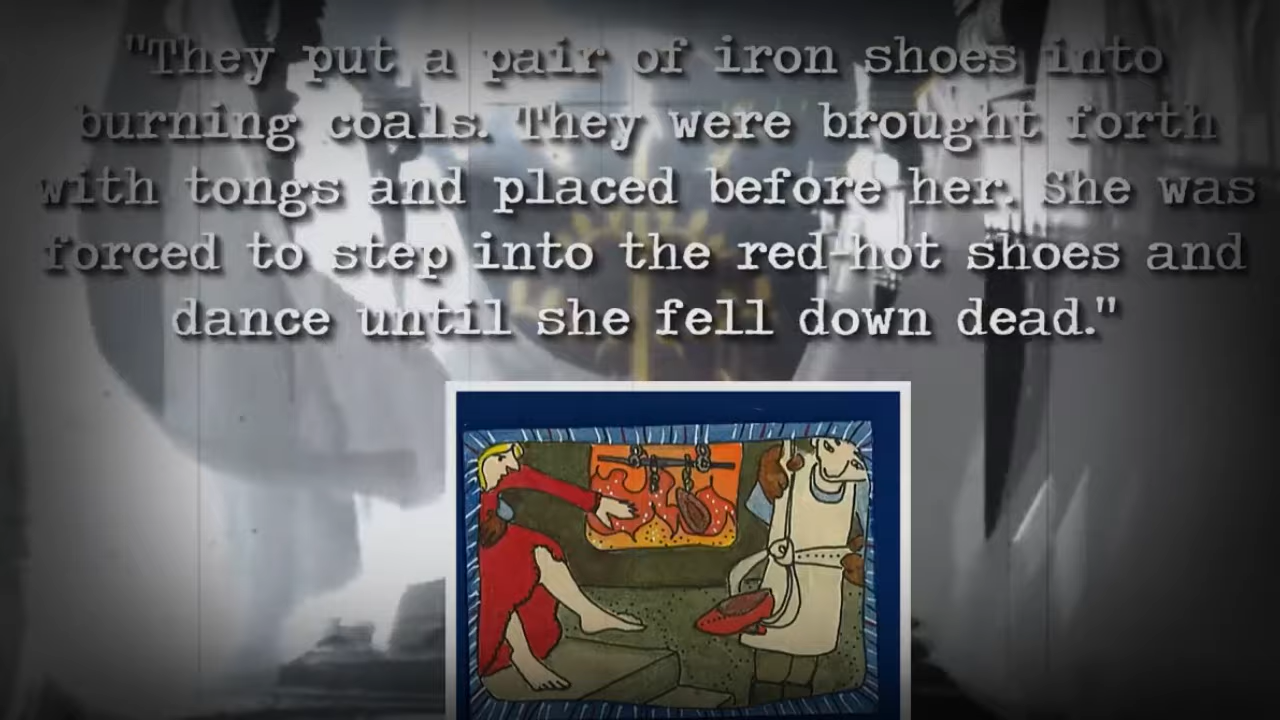 "They put a pair of iron shoes into
burning coals. They were brought forth
with tongs and placed before her. She was
forced to step into the red-hot shoes and
dance until she fell down dead."